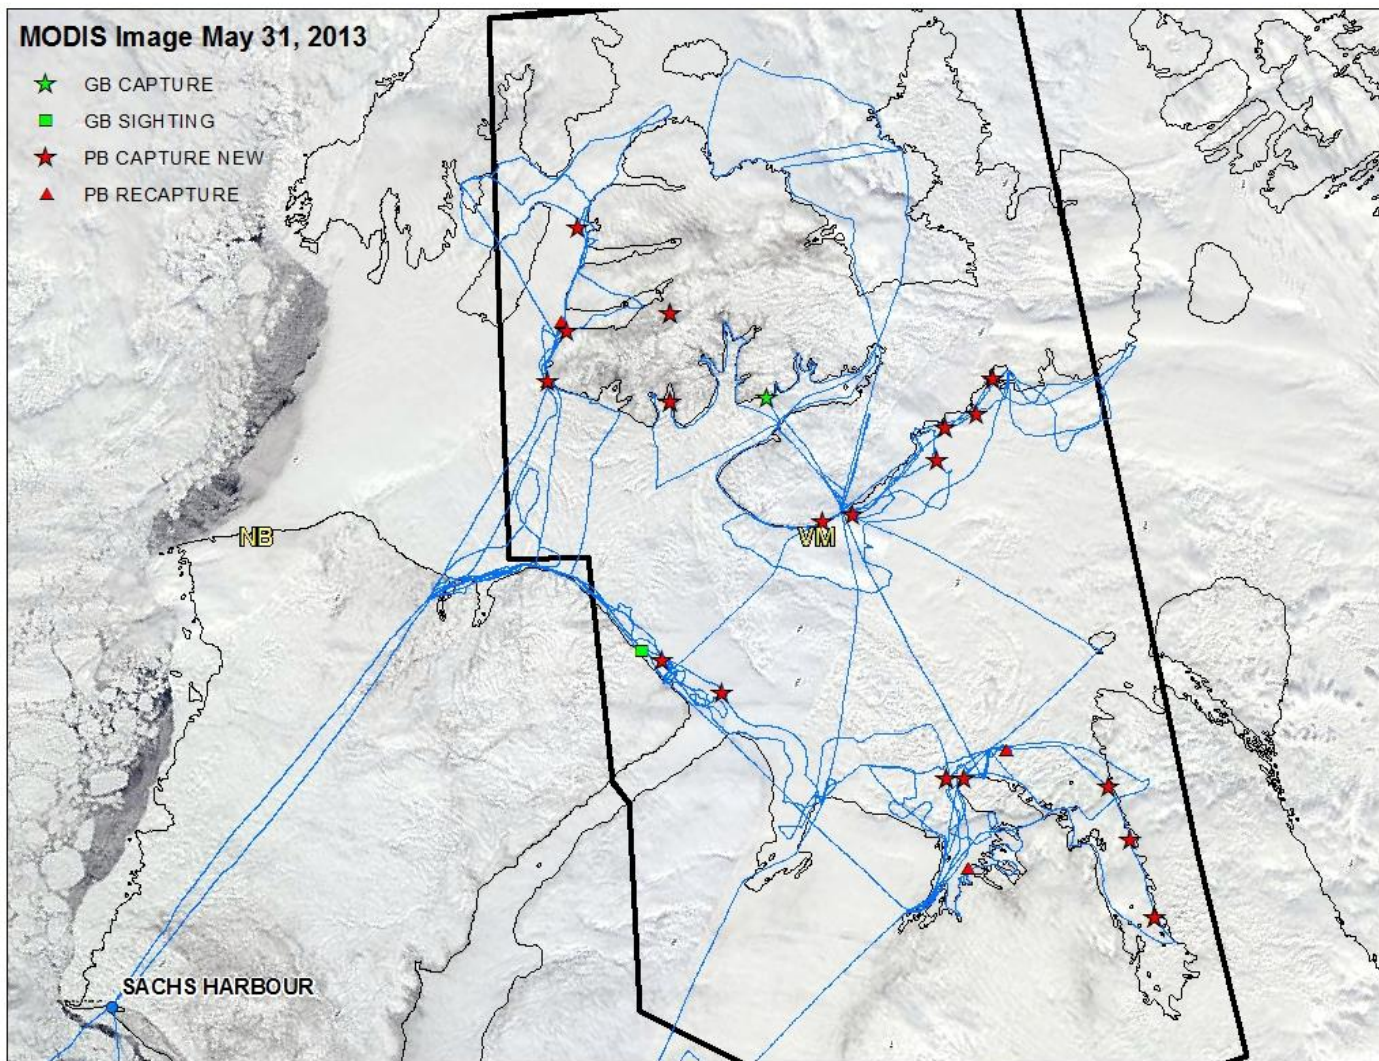 MODIS Image May 31, 2013
GB CAPTURE
GB SIGHTING
PB CAPTURE NEW
PB RECAPTURE
NB
VM
SACHS HARBOUR